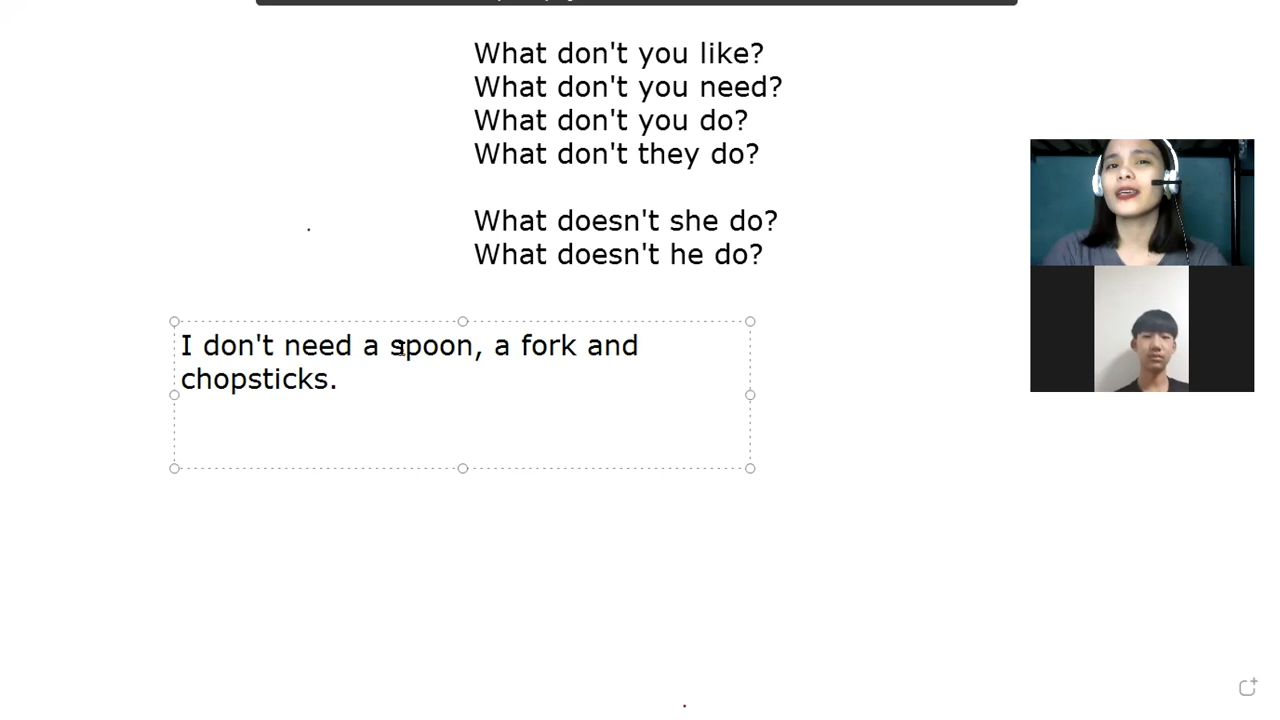 What don't you like?
What don't you need?
What don't you do?
What don't they do?
What doesn't she do?
What doesn't he do?
I don't need a spoon, a fork and
chopsticks.